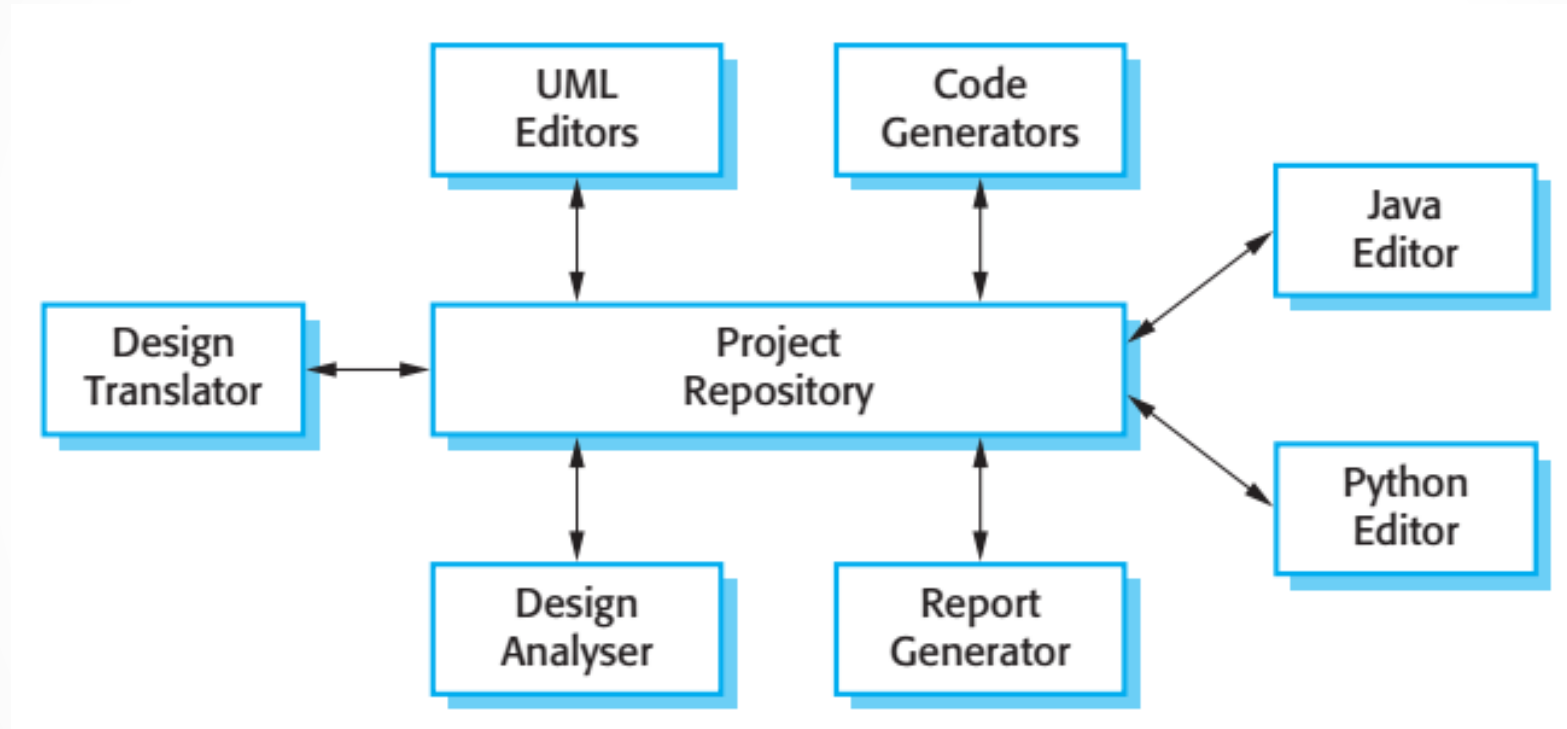 UML
Editors
Code
Generators
Java
Editor
Design
Translator
Project
Repository
Python
Editor
Design
Analyser
Report
Generator